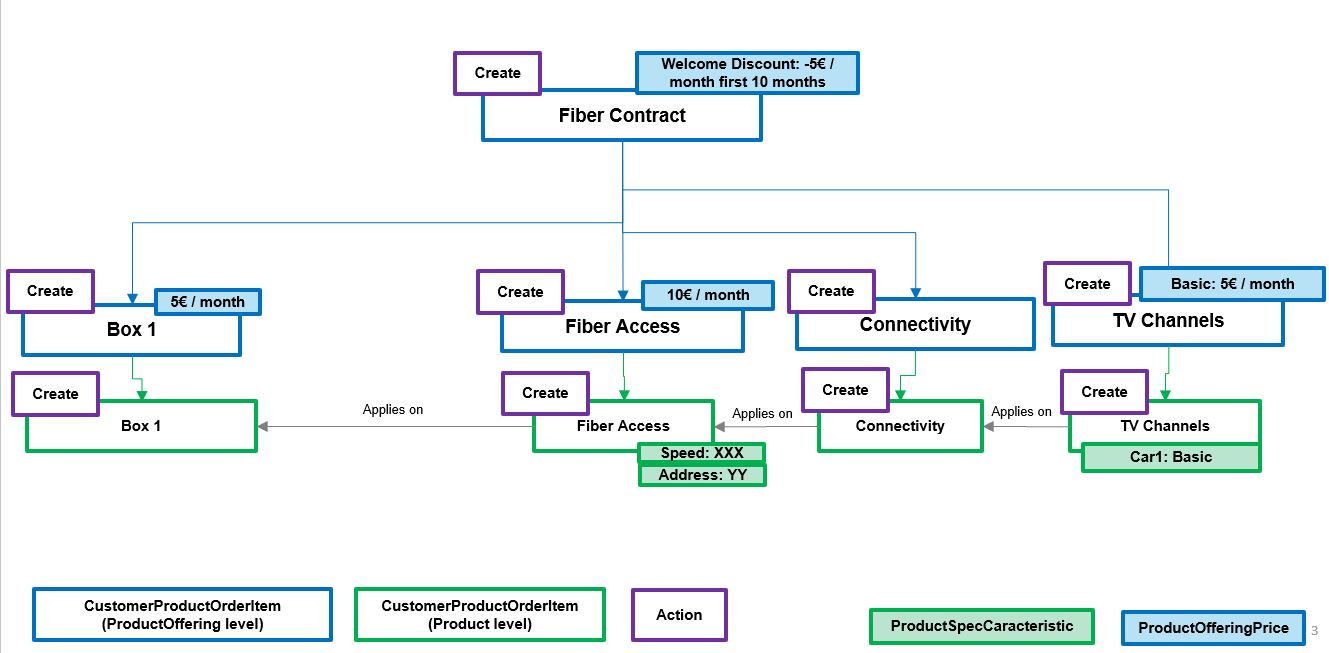 Create
Welcome Discount: -5€ /
month first 10 months
Fiber Contract
Create
5€ / month
Box 1
Create
10€ / month
Fiber Access
Create
Connectivity
Create
Basic: 5€ / month
TV Channels
Create
Box 1
Applies on
Create
Fiber Access
Speed: XXX
Address: YY
Applies on
Create
Connectivity
Applies on
Create
TV Channels
Car1: Basic
CustomerProductOrderItem
(ProductOffering level)
CustomerProductOrderItem
(Product level)
Action
ProductSpecCaracteristic
ProductOfferingPrice
3